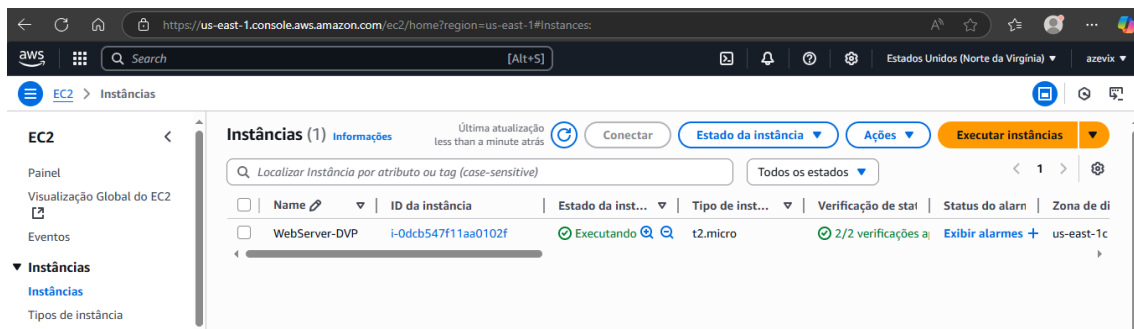 https://us-east-1.console.aws.amazon.com/ec2/home?region=us-east-1#Instances:
aws Search [Alt+S] Estados Unidos (Norte da Virgínia) azevix
EC2 > Instâncias
EC2
Painel
Visualização Global do EC2
Eventos
Instâncias
Instâncias
Tipos de instância
Instâncias (1) Informações
Última atualização
less than a minute atrás
Conectar Estado da instância Ações Executar instâncias
Localizar Instância por atributo ou tag (case-sensitive) Todos os estados 1
Name ID da instância Estado da inst... Tipo de inst... Verificação de stat Status do alarn Zona de di
WebServer-DVP i-0dcb547f11aa0102f Executando t2.micro 2/2 verificações a Exibir alarmes + us-east-1c